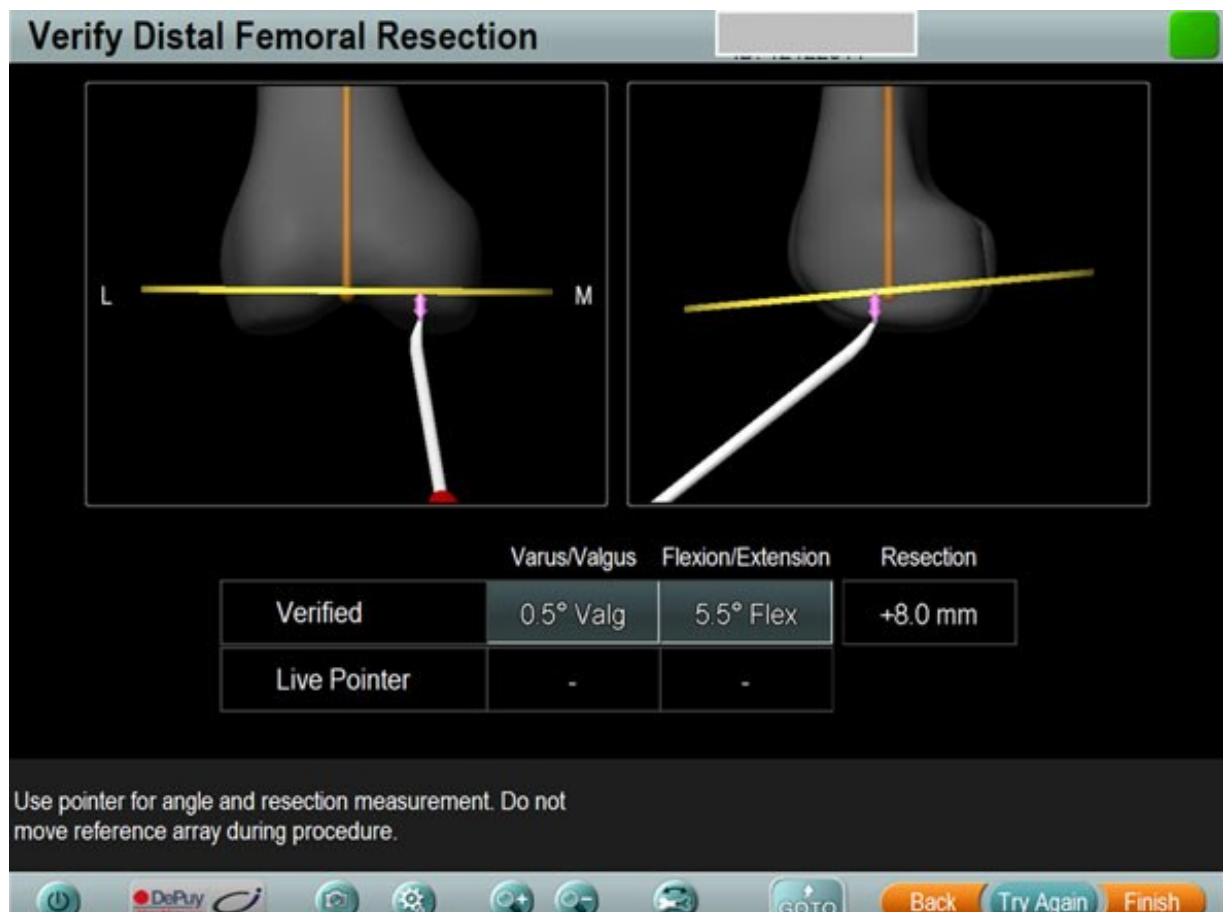 Verify Distal Femoral Resection
L
M
Varus/Valgus Flexion/Extension Resection
Verified 0.5° Valg 5.5° Flex +8.0 mm
Live Pointer - -
Use pointer for angle and resection measurement. Do not
move reference array during procedure.
DePuy Ci GOTO Back Try Again Finish